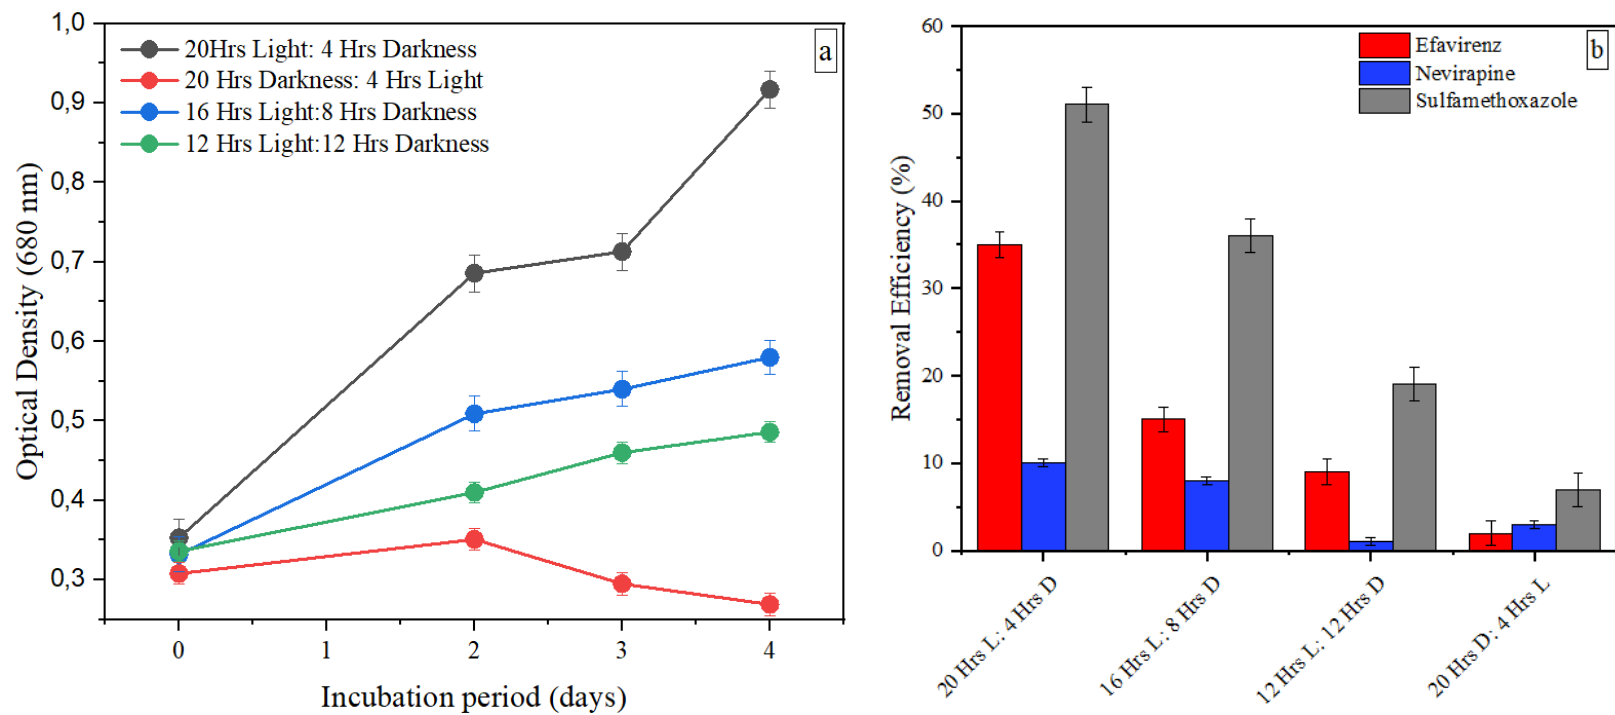 a
20Hrs Light: 4 Hrs Darkness
20 Hrs Darkness: 4 Hrs Light
16 Hrs Light:8 Hrs Darkness
12 Hrs Light:12 Hrs Darkness
Optical Density (680 nm)
1,0
0,9
0,8
0,7
0,6
0,5
0,4
0,3
0
1
2
3
4
Incubation period (days)
b
Efavirenz
Nevirapine
Sulfamethoxazole
Removal Efficiency (%)
60
50
40
30
20
10
0
20 Hrs L: 4 Hrs D
16 Hrs L: 8 Hrs D
12 Hrs L: 12 Hrs D
20 Hrs D: 4 Hrs L